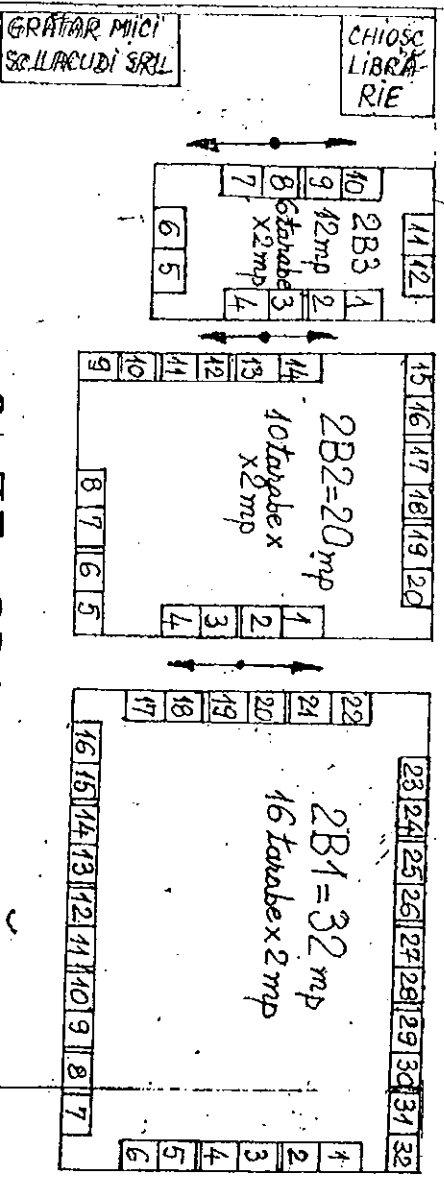 GRĂTAR MICI
SC LLACUDI SRL
CHIOSC
LIBRĂ-
RIE
11 12
10 9 8 7
2B3
12mp
6 tarabe
x2mp
1 2 3 4
6 5
15 16 17 18 19 20
14 13 12 11 10 9
2B2=20mp
10 tarabe x
x2mp
1 2 3 4
8 7 6 5
23 24 25 26 27 28 29 30 31 32
22 21 20 19 18 17
2B1=32mp
16 tarabe x 2mp
1 2 3 4 5 6
16 15 14 13 12 11 10 9 8 7